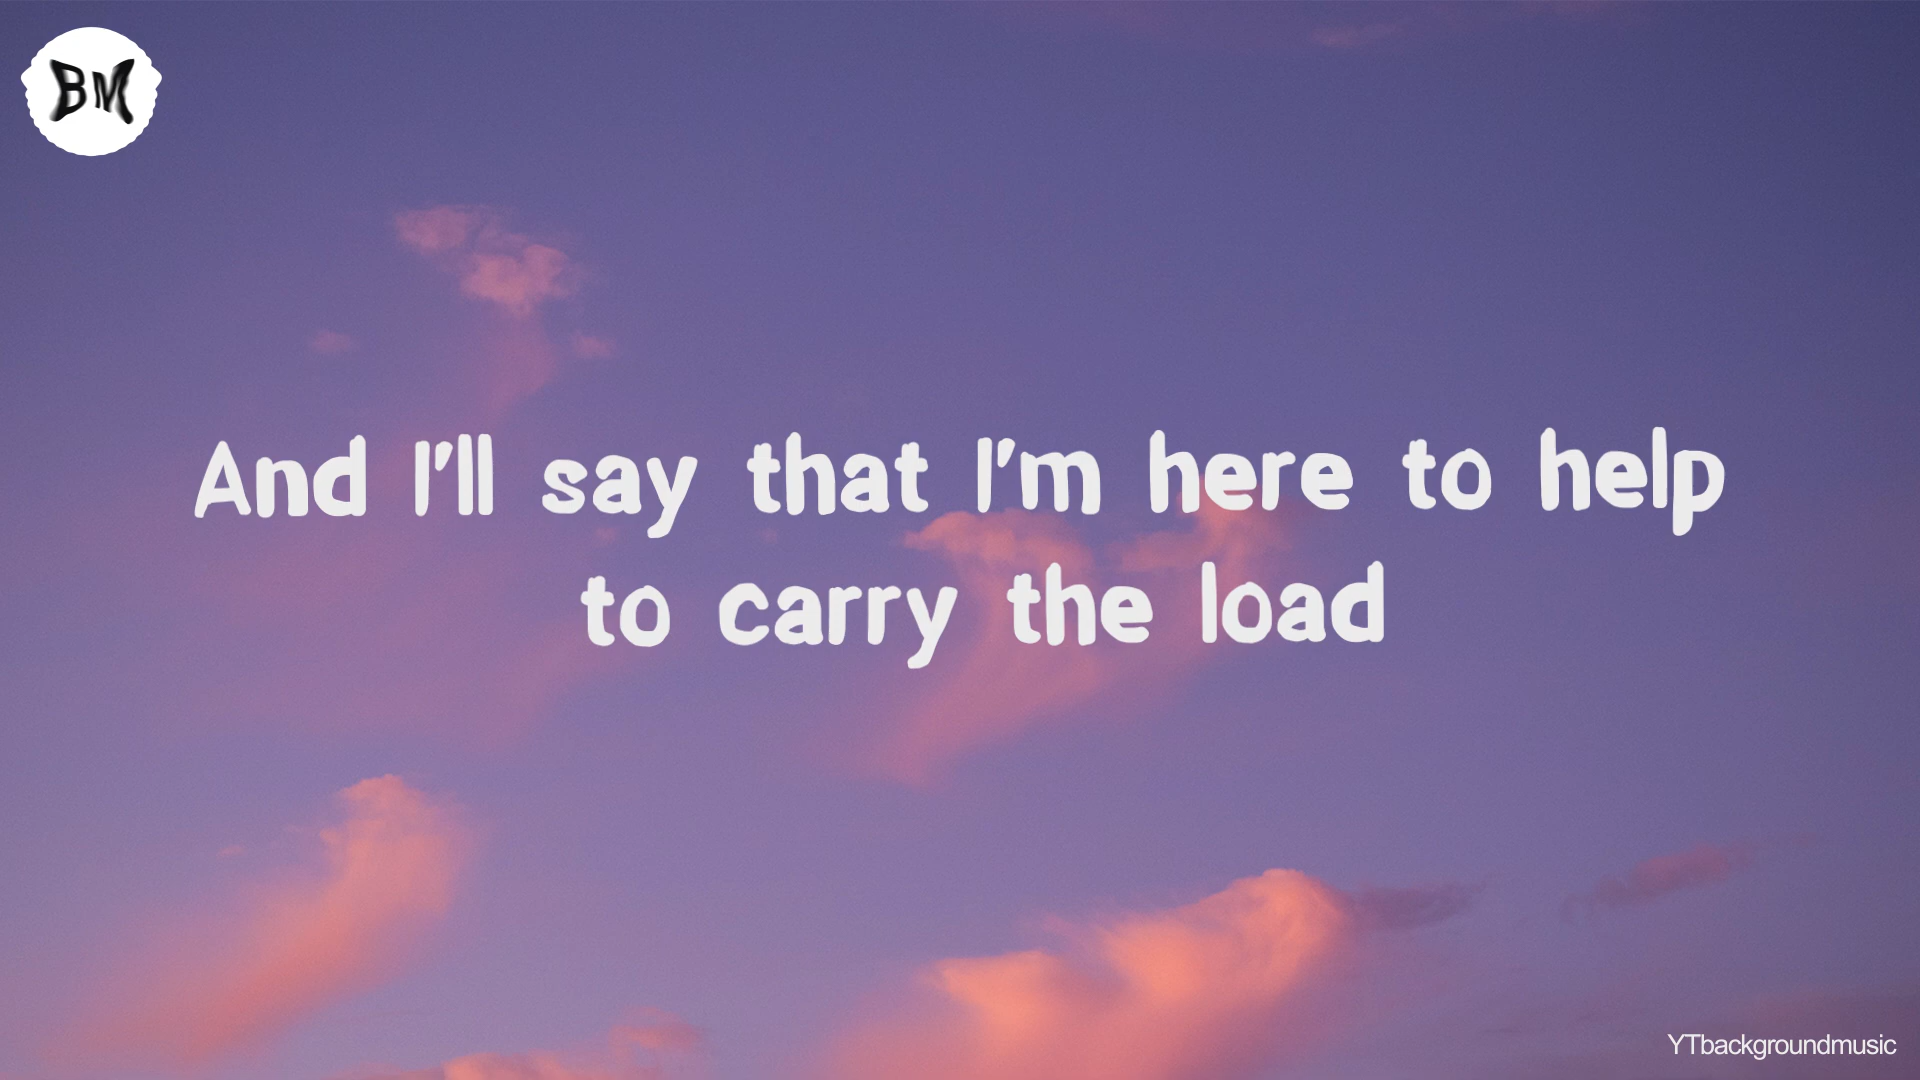 BM
And I'll say that I'm here to help
to carry the load
YTbackgroundmusic